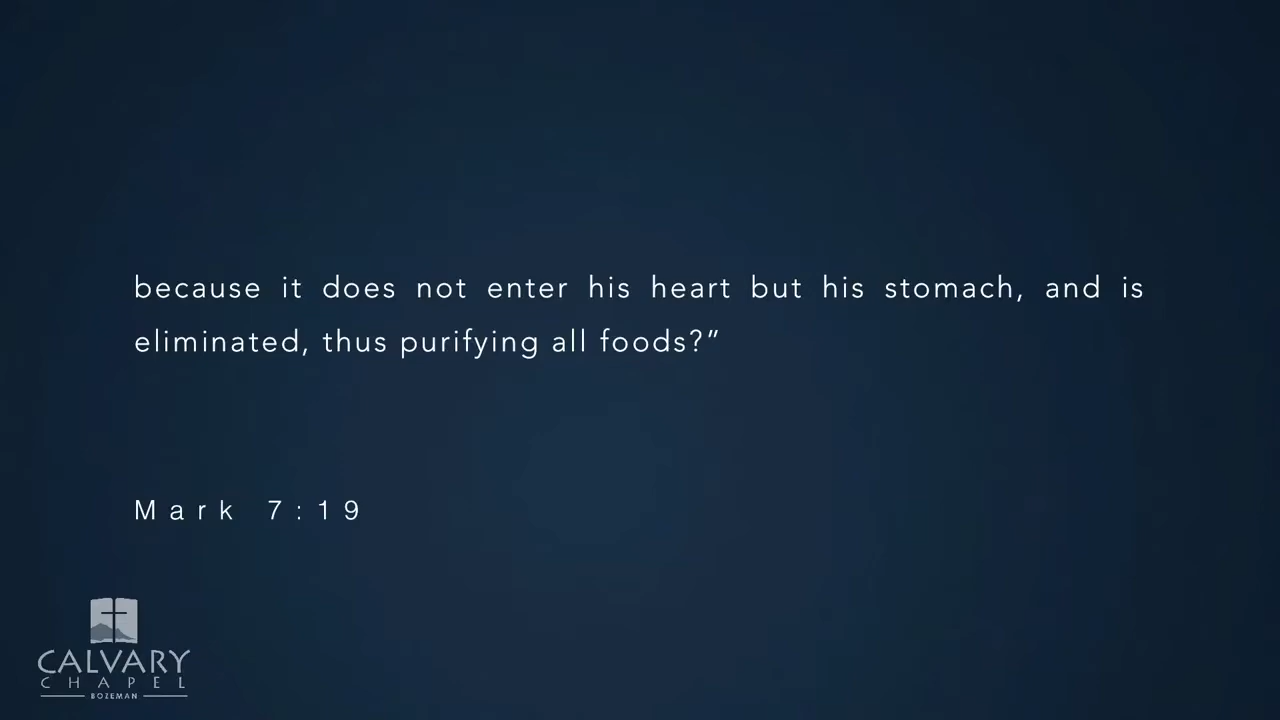 because it does not enter his heart but his stomach, and is
eliminated, thus purifying all foods?”
Mark 7:19
CALVARY
CHAPEL
BOZEMAN